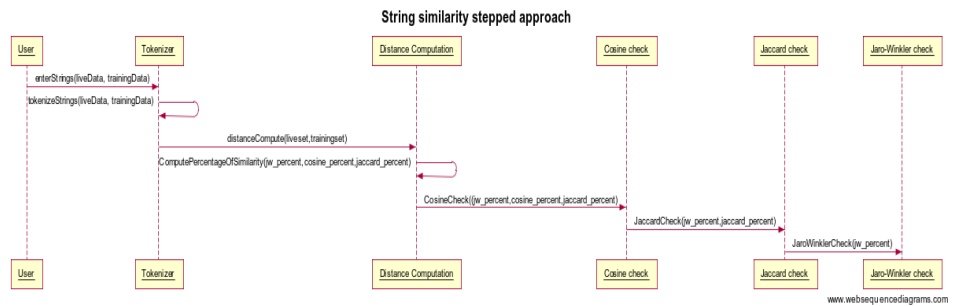 String similarity stepped approach
User Tokenizer Distance Computation Cosine check Jaccard check Jaro-Winkler check
enterStrings(liveData, trainingData)
tokenizeStrings(liveData, trainingData)
distanceCompute(liveset,trainingset)
ComputePercentageOfSimilarity(jw_percent, cosine_percent,jaccard_percent)
CosineCheck((jw_percent,cosine_percent,jaccard_percent)
JaccardCheck(jw_percent,jaccard_percent)
JaroWinklerCheck(jw_percent)
User Tokenizer Distance Computation Cosine check Jaccard check Jaro-Winkler check
www.websequencediagrams.com